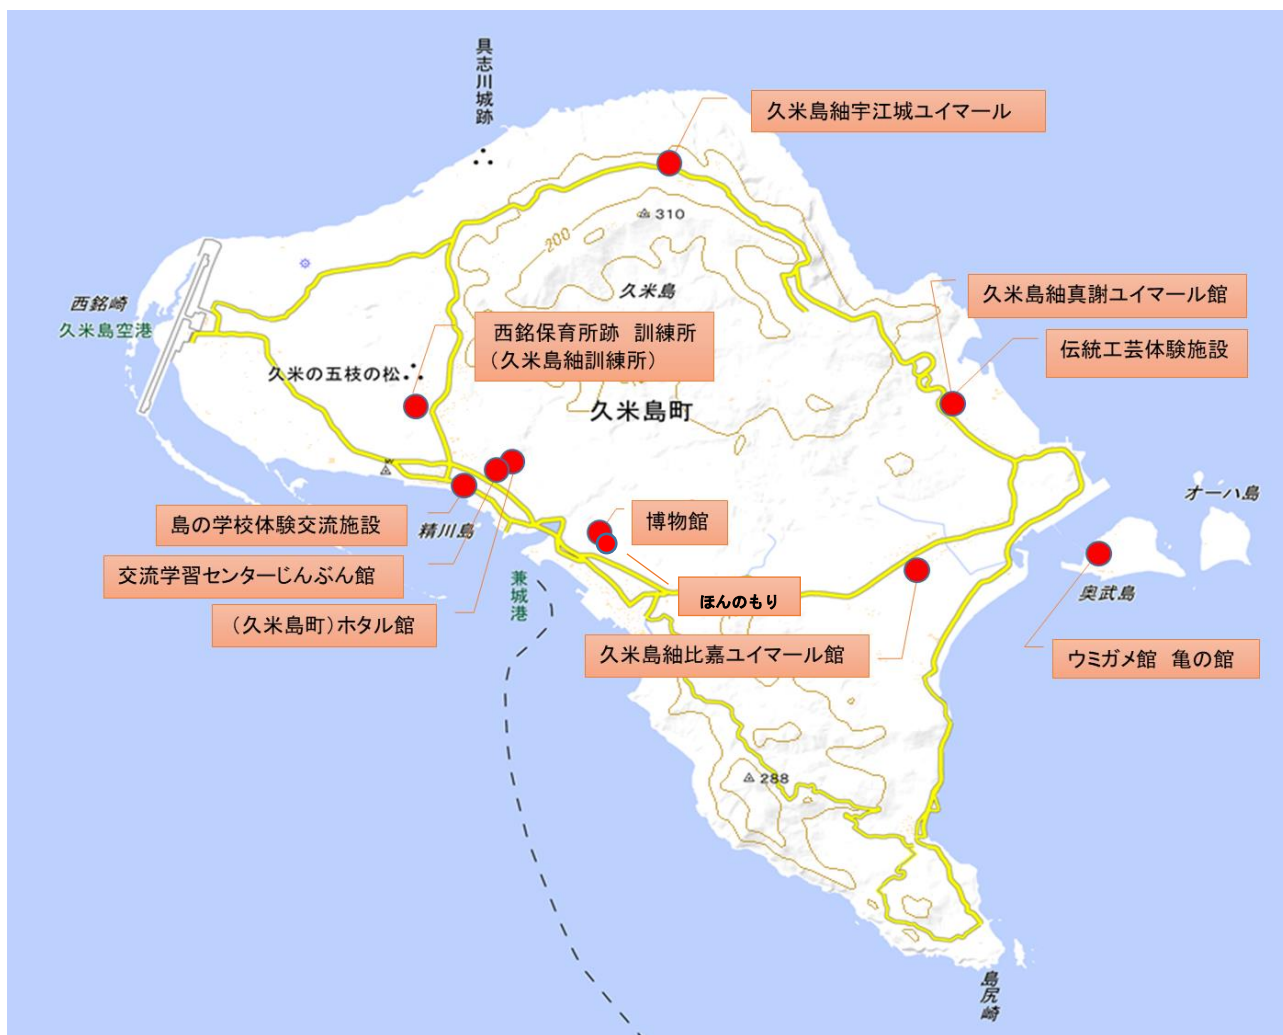 具志川城跡
久米島紬宇江城ユイマール
310
200
久米島
西銘崎
久米島空港
久米島紬真謝ユイマール館
西銘保育所跡 訓練所
（久米島紬訓練所）
伝統工芸体験施設
久米の五枝の松
久米島町
オーハ島
島の学校体験交流施設
精川島
博物館
交流学習センターじんぶん館
兼城港
ほんのもり
奥武島
（久米島町）ホタル館
久米島紬比嘉ユイマール館
ウミガメ館 亀の館
288
島尻崎